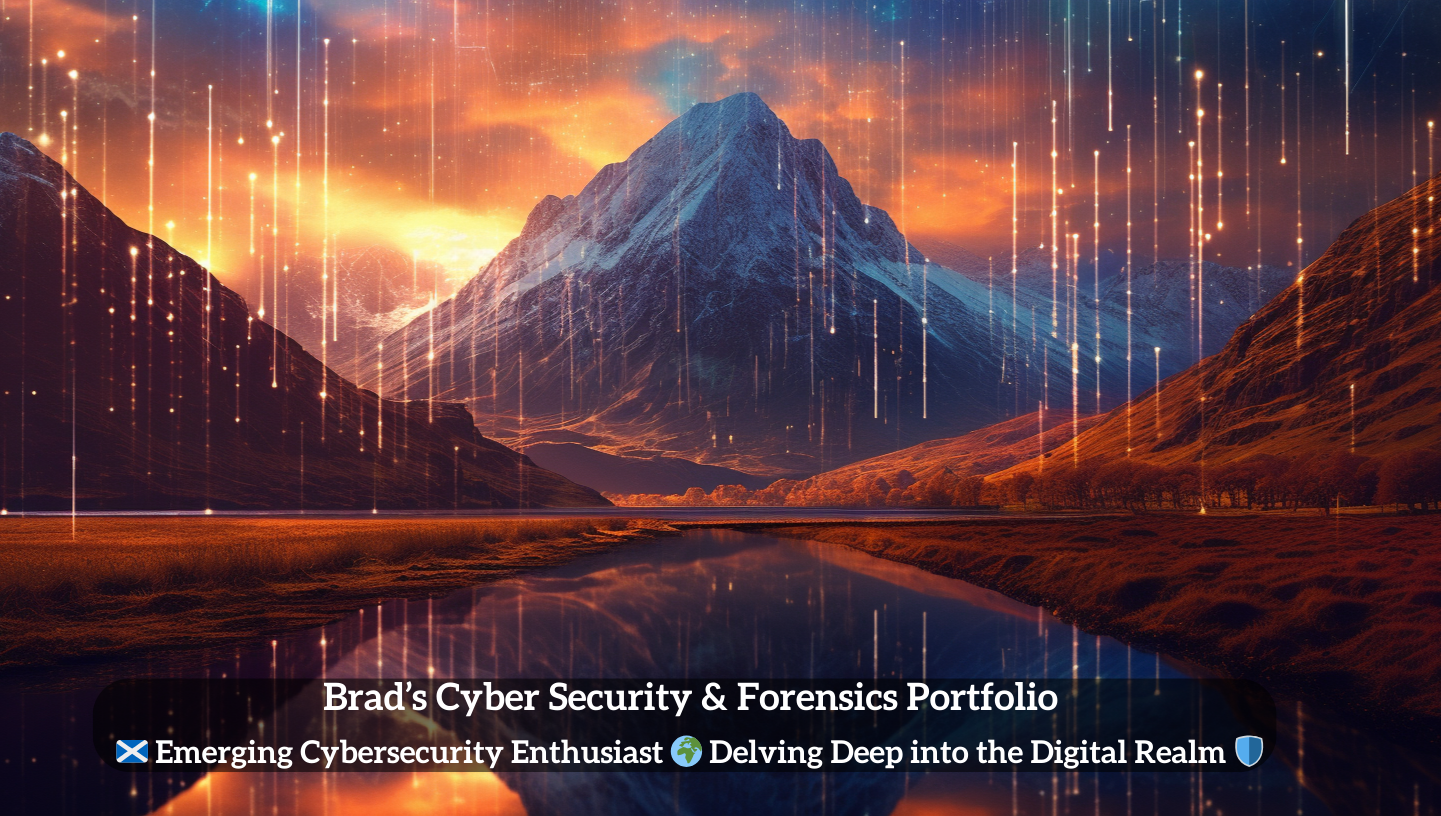 Brad’s Cyber Security & Forensics Portfolio
🏴󠁧󠁢󠁳󠁣󠁴󠁿 Emerging Cybersecurity Enthusiast 🌍 Delving Deep into the Digital Realm 🛡️